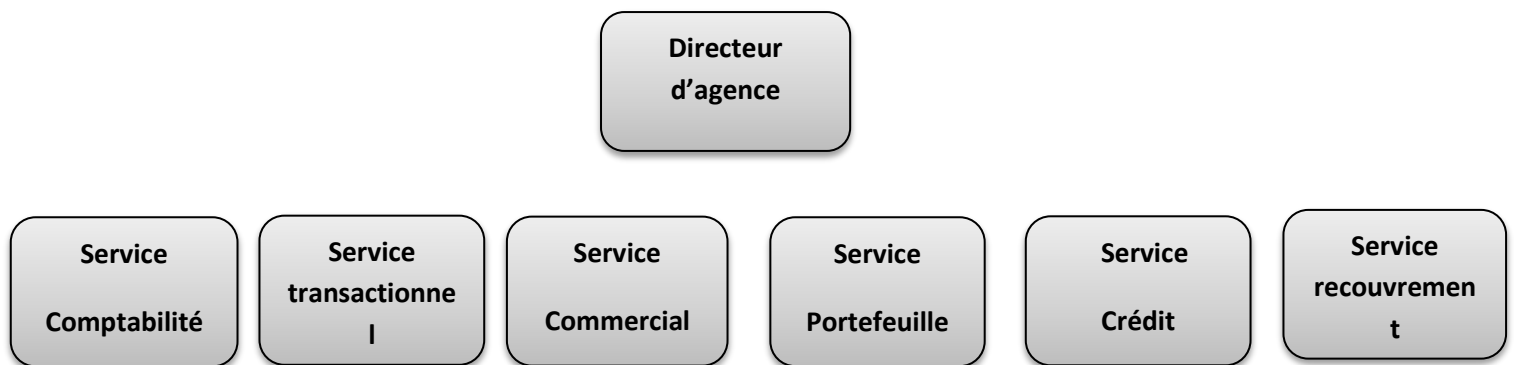 Directeur
d'agence
Service
Comptabilité
Service
transactionne
l
Service
Commercial
Service
Portefeuille
Service
Crédit
Service
recouvremen
t